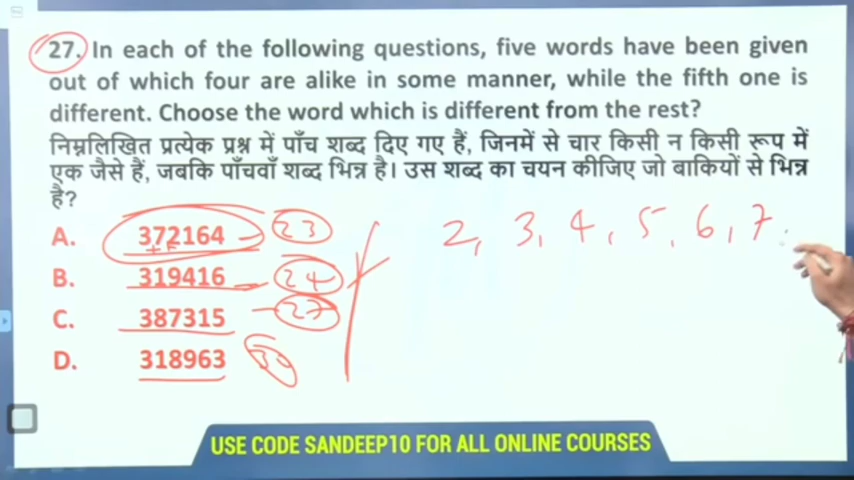 27. In each of the following questions, five words have been given
out of which four are alike in some manner, while the fifth one is
different. Choose the word which is different from the rest?
निम्नलिखित प्रत्येक प्रश्न में पाँच शब्द दिए गए हैं, जिनमें से चार किसी न किसी रूप में
एक जैसे हैं, जबकि पाँचवाँ शब्द भिन्न है। उस शब्द का चयन कीजिए जो बाकियों से भिन्न
है?
A. 372164 23 2, 3, 4, 5, 6, 7
B. 319416 24
C. 387315 27
D. 318963 30
USE CODE SANDEEP10 FOR ALL ONLINE COURSES